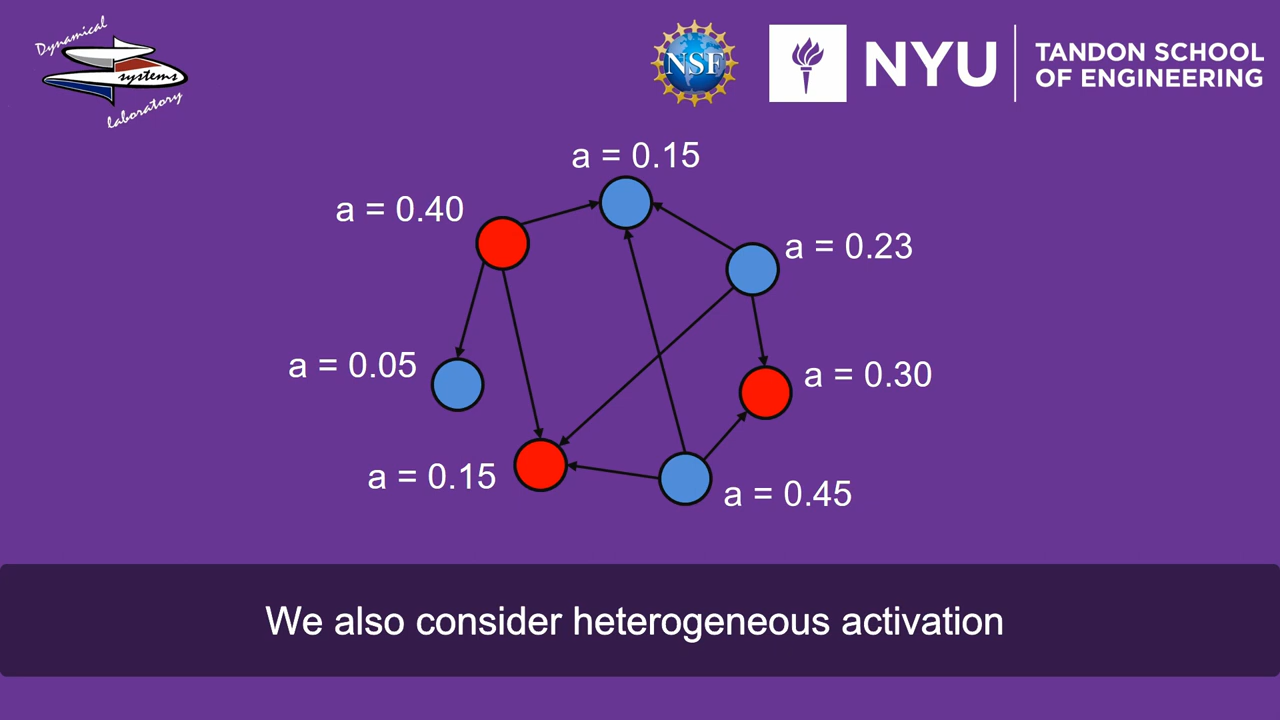 Dynamical
systems
laboratory
NSF
NYU
TANDON SCHOOL
OF ENGINEERING
a = 0.15
a = 0.40
a = 0.23
a = 0.05
a = 0.30
a = 0.15
a = 0.45
We also consider heterogeneous activation